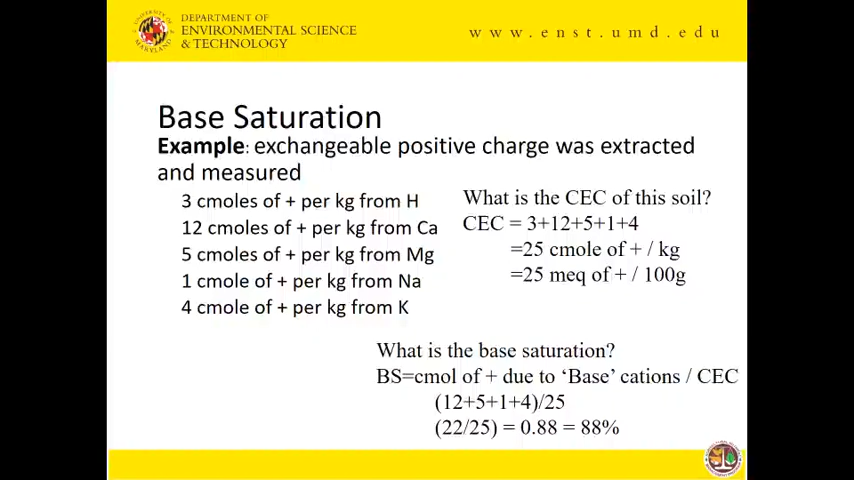 DEPARTMENT OF
ENVIRONMENTAL SCIENCE
& TECHNOLOGY
www.enst.umd.edu
Base Saturation
Example: exchangeable positive charge was extracted
and measured
3 cmoles of + per kg from H
12 cmoles of + per kg from Ca
5 cmoles of + per kg from Mg
1 cmole of + per kg from Na
4 cmole of + per kg from K
What is the CEC of this soil?
CEC = 3+12+5+1+4
=25 cmole of + / kg
=25 meq of + / 100g
What is the base saturation?
BS=cmol of + due to ‘Base’ cations / CEC
(12+5+1+4)/25
(22/25) = 0.88 = 88%